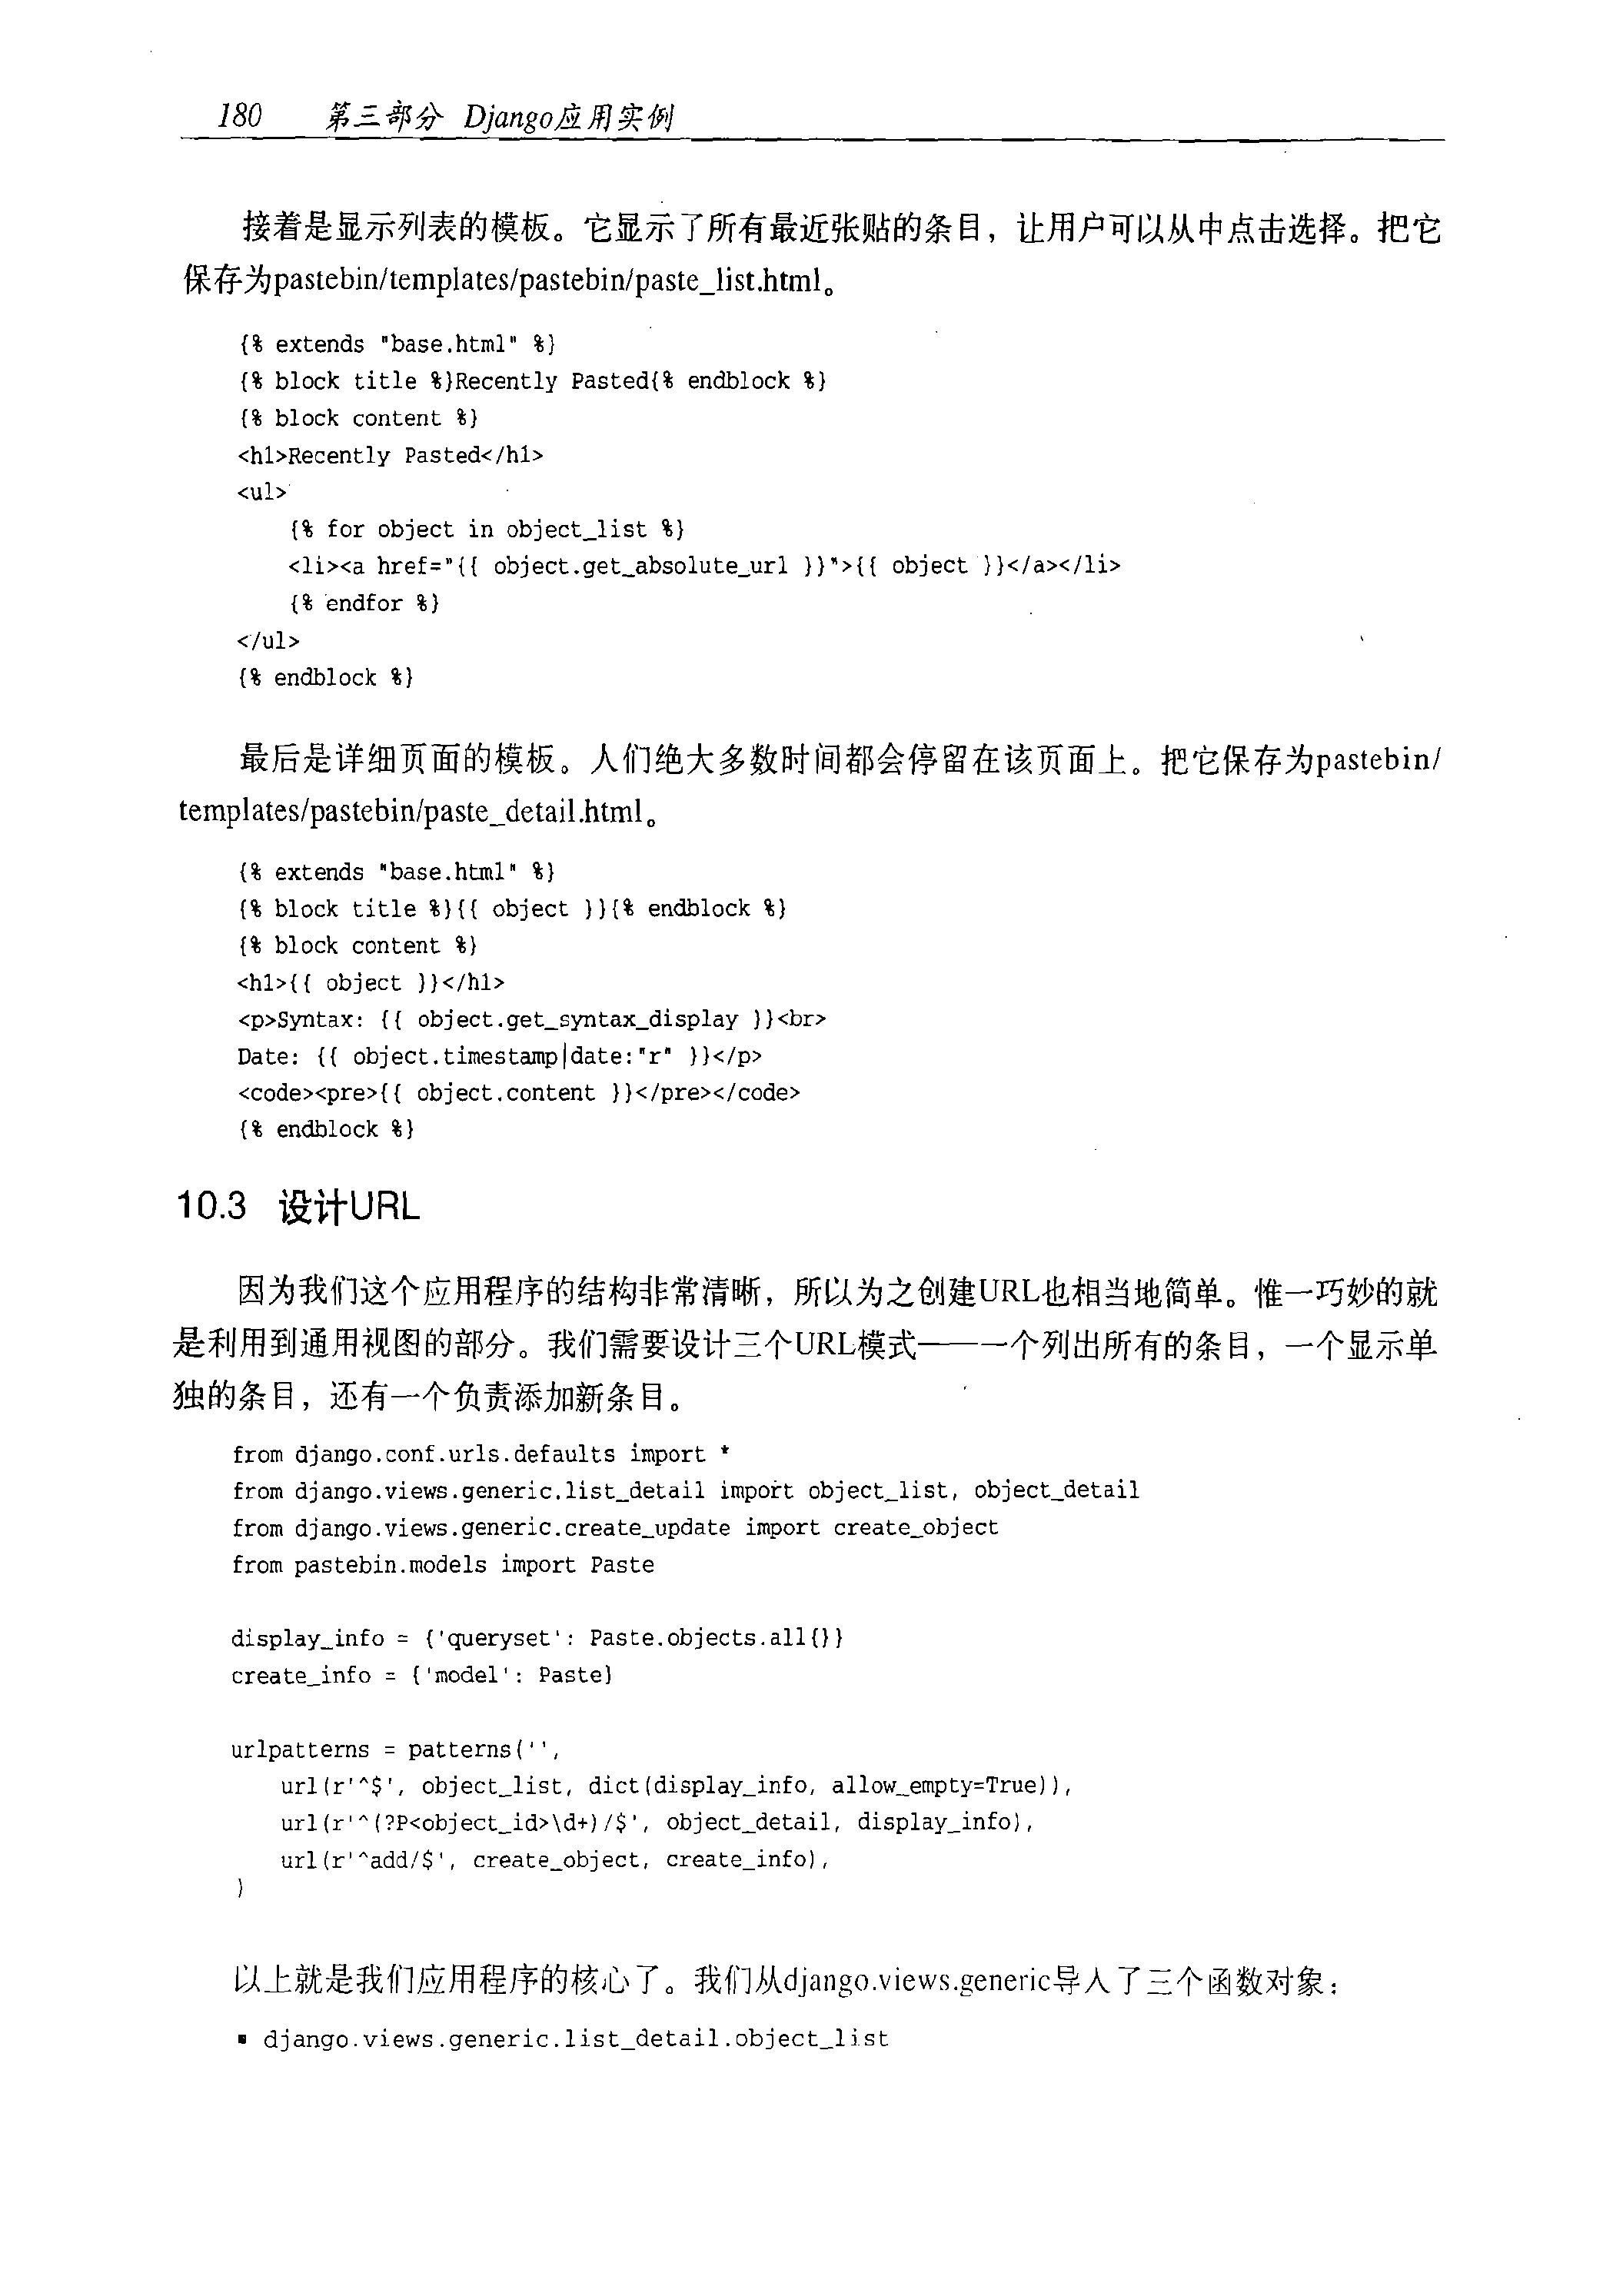 180 第三部分 Django应用实例
接着是显示列表的模板。它显示了所有最近张贴的条目，让用户可以从中点击选择。把它
保存为pastebin/templates/pastebin/paste_list.html。
{% extends "base.html" %}
{% block title %}Recently Pasted{% endblock %}
{% block content %}
<h1>Recently Pasted</h1>
<ul>
    {% for object in object_list %}
    <li><a href="{{ object.get_absolute_url }}">{{ object }}</a></li>
    {% endfor %}
</ul>
{% endblock %}
最后是详细页面的模板。人们绝大多数时间都会停留在该页面上。把它保存为pastebin/
templates/pastebin/paste_detail.html。
{% extends "base.html" %}
{% block title %}{{ object }}{% endblock %}
{% block content %}
<h1>{{ object }}</h1>
<p>Syntax: {{ object.get_syntax_display }}<br>
Date: {{ object.timestamp|date:"r" }}</p>
<code><pre>{{ object.content }}</pre></code>
{% endblock %}
10.3 设计URL
因为我们这个应用程序的结构非常清晰，所以为之创建URL也相当地简单。惟一巧妙的就
是利用到通用视图的部分。我们需要设计三个URL模式——一个列出所有的条目，一个显示单
独的条目，还有一个负责添加新条目。
from django.conf.urls.defaults import *
from django.views.generic.list_detail import object_list, object_detail
from django.views.generic.create_update import create_object
from pastebin.models import Paste
display_info = {'queryset': Paste.objects.all()}
create_info = {'model': Paste}
urlpatterns = patterns('',
    url(r'^$', object_list, dict(display_info, allow_empty=True)),
    url(r'^(?P<object_id>\d+)/$', object_detail, display_info),
    url(r'^add/$', create_object, create_info),
)
以上就是我们应用程序的核心了。我们从django.views.generic导入了三个函数对象：
▪ django.views.generic.list_detail.object_list